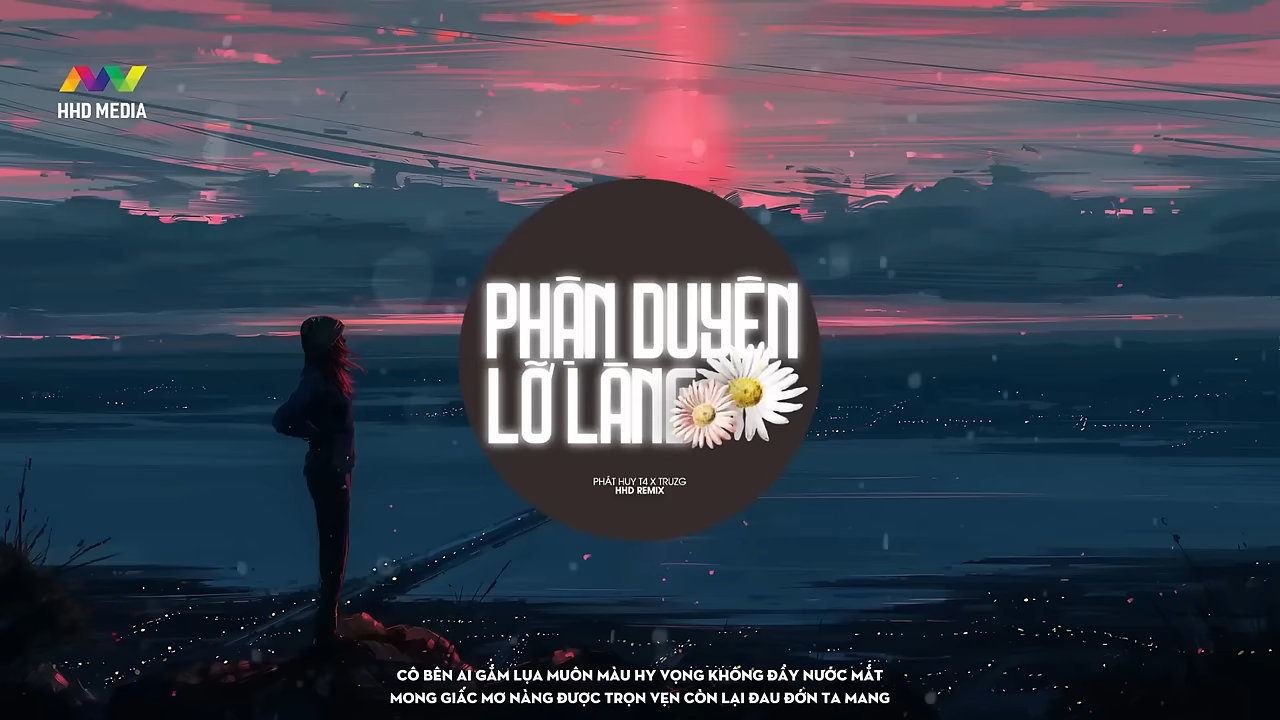 HHD MEDIA
PHẬN DUYÊN
LỠ LÀNG
PHÁT HUY T4 X TRUZG
HHD REMIX
CÔ BÊN AI GẤM LỤA MUÔN MÀU HY VỌNG KHÔNG ĐẦY NƯỚC MẮT
MONG GIẤC MƠ NÀNG ĐƯỢC TRỌN VẸN CÒN LẠI ĐAU ĐỚN TA MANG